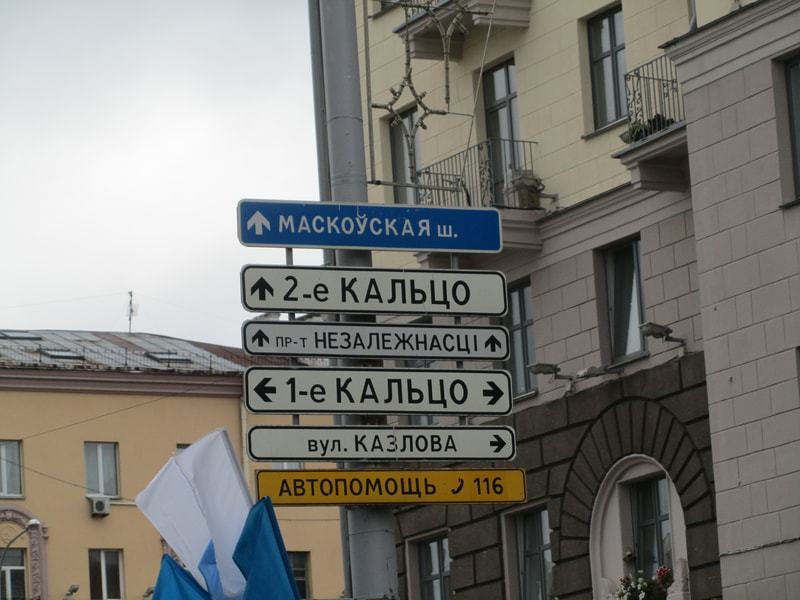 МАСКОЎСКАЯ ш.
2-е КАЛЬЦО
пр-т НЕЗАЛЕЖНАСЦІ
1-е КАЛЬЦО
вул. КАЗЛОВА
АВТОПОМОЩЬ 116